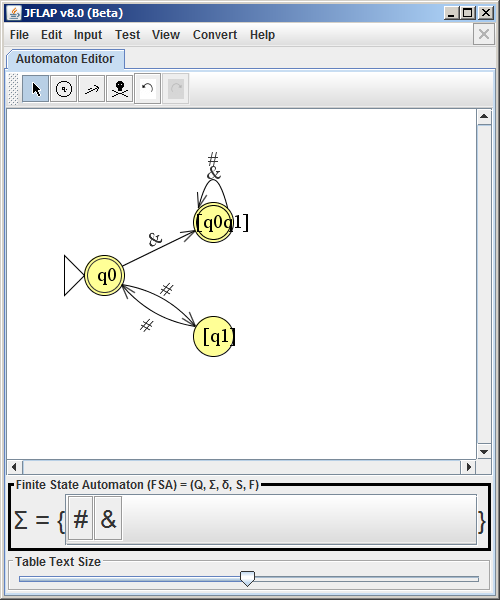 JFLAP v8.0 (Beta)
File Edit Input Test View Convert Help
Automaton Editor
#
&
[q0q1]
&
q0
#
#
[q1]
Finite State Automaton (FSA) = (Q, Σ, δ, S, F)
Σ = { # & }
Table Text Size